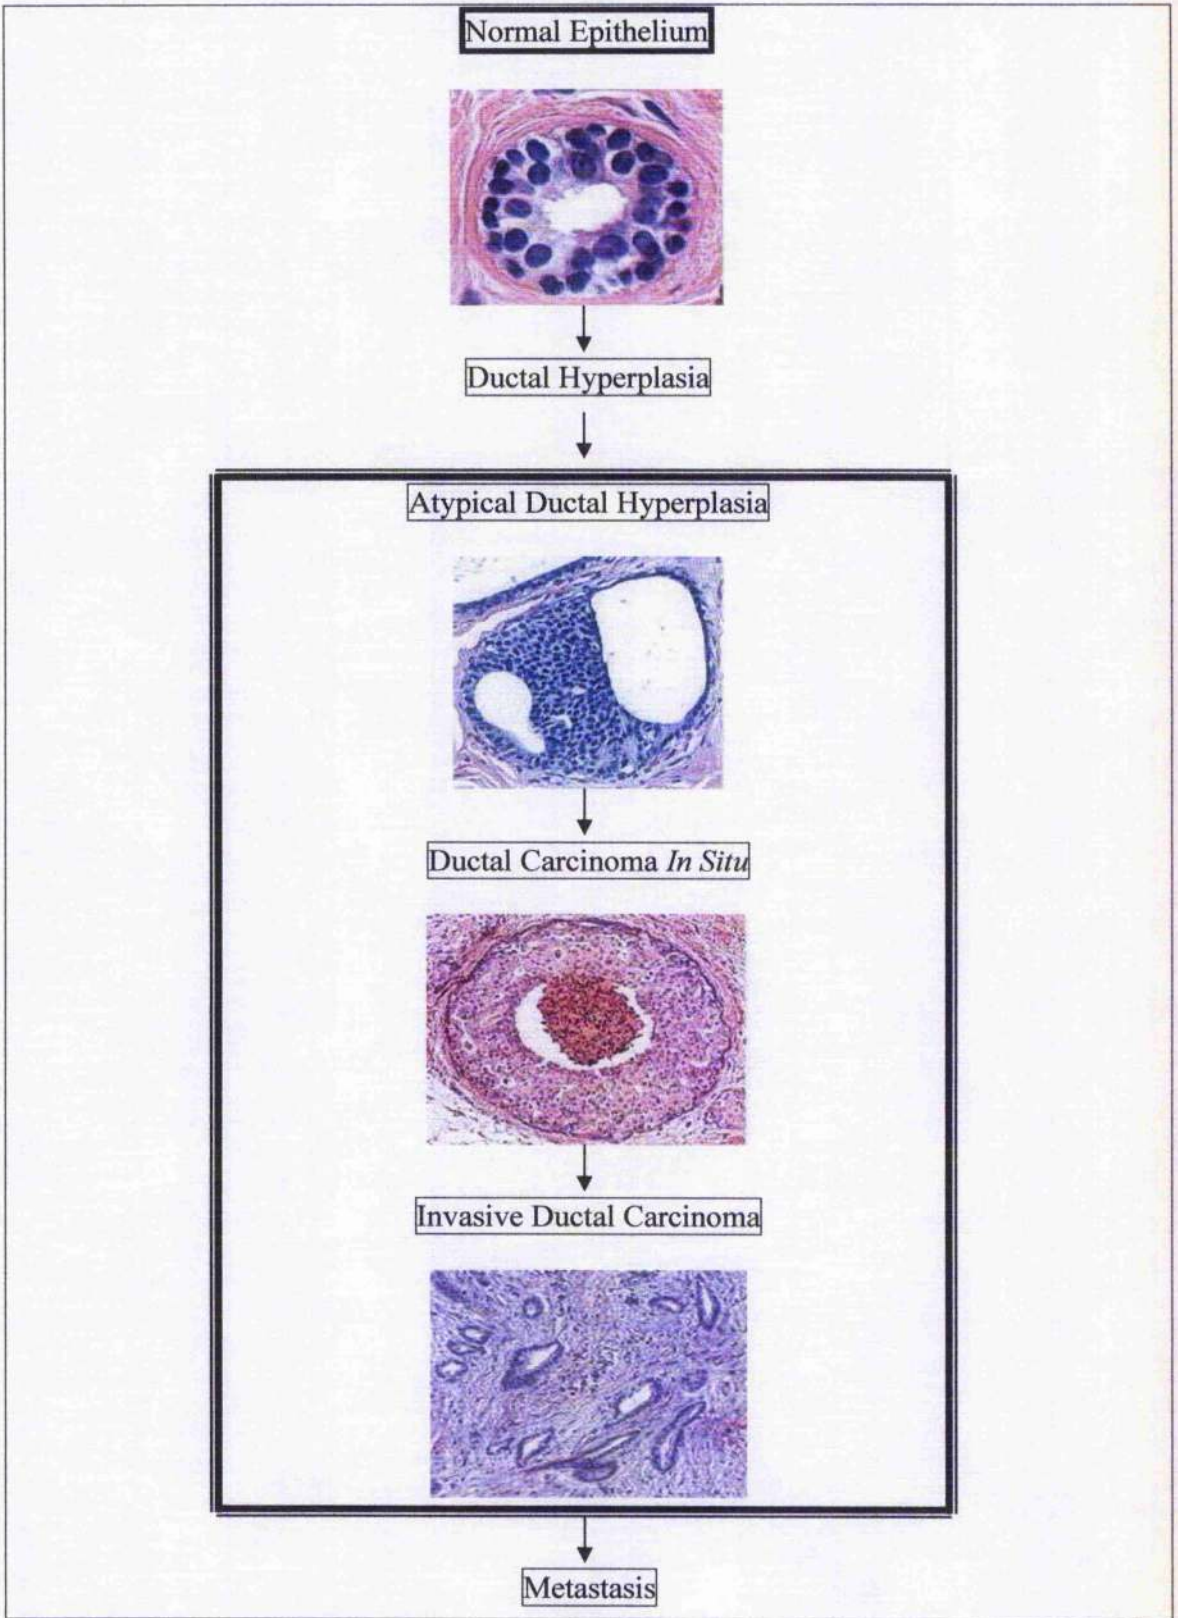 Normal Epithelium
Ductal Hyperplasia
Atypical Ductal Hyperplasia
Ductal Carcinoma In Situ
Invasive Ductal Carcinoma
Metastasis